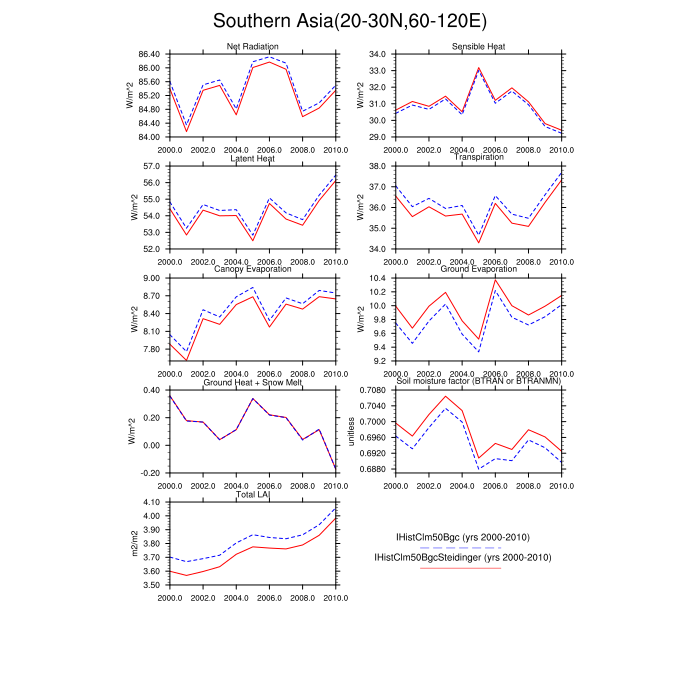 Southern Asia(20-30N,60-120E)
Net Radiation
W/m^2
86.40
86.00
85.60
85.20
84.80
84.40
84.00
2000.0 2002.0 2004.0 2006.0 2008.0 2010.0
Sensible Heat
W/m^2
34.0
33.0
32.0
31.0
30.0
29.0
2000.0 2002.0 2004.0 2006.0 2008.0 2010.0
Latent Heat
W/m^2
57.0
56.0
55.0
54.0
53.0
52.0
2000.0 2002.0 2004.0 2006.0 2008.0 2010.0
Transpiration
W/m^2
38.0
37.0
36.0
35.0
34.0
2000.0 2002.0 2004.0 2006.0 2008.0 2010.0
Canopy Evaporation
W/m^2
9.00
8.70
8.40
8.10
7.80
2000.0 2002.0 2004.0 2006.0 2008.0 2010.0
Ground Evaporation
W/m^2
10.4
10.2
10.0
9.8
9.6
9.4
9.2
2000.0 2002.0 2004.0 2006.0 2008.0 2010.0
Ground Heat + Snow Melt
W/m^2
0.40
0.20
0.00
-0.20
2000.0 2002.0 2004.0 2006.0 2008.0 2010.0
Soil moisture factor (BTRAN or BTRANMN)
unitless
0.7080
0.7040
0.7000
0.6960
0.6920
0.6880
2000.0 2002.0 2004.0 2006.0 2008.0 2010.0
Total LAI
m2/m2
4.10
4.00
3.90
3.80
3.70
3.60
3.50
2000.0 2002.0 2004.0 2006.0 2008.0 2010.0
IHistClm50Bgc (yrs 2000-2010)
IHistClm50BgcSteidinger (yrs 2000-2010)